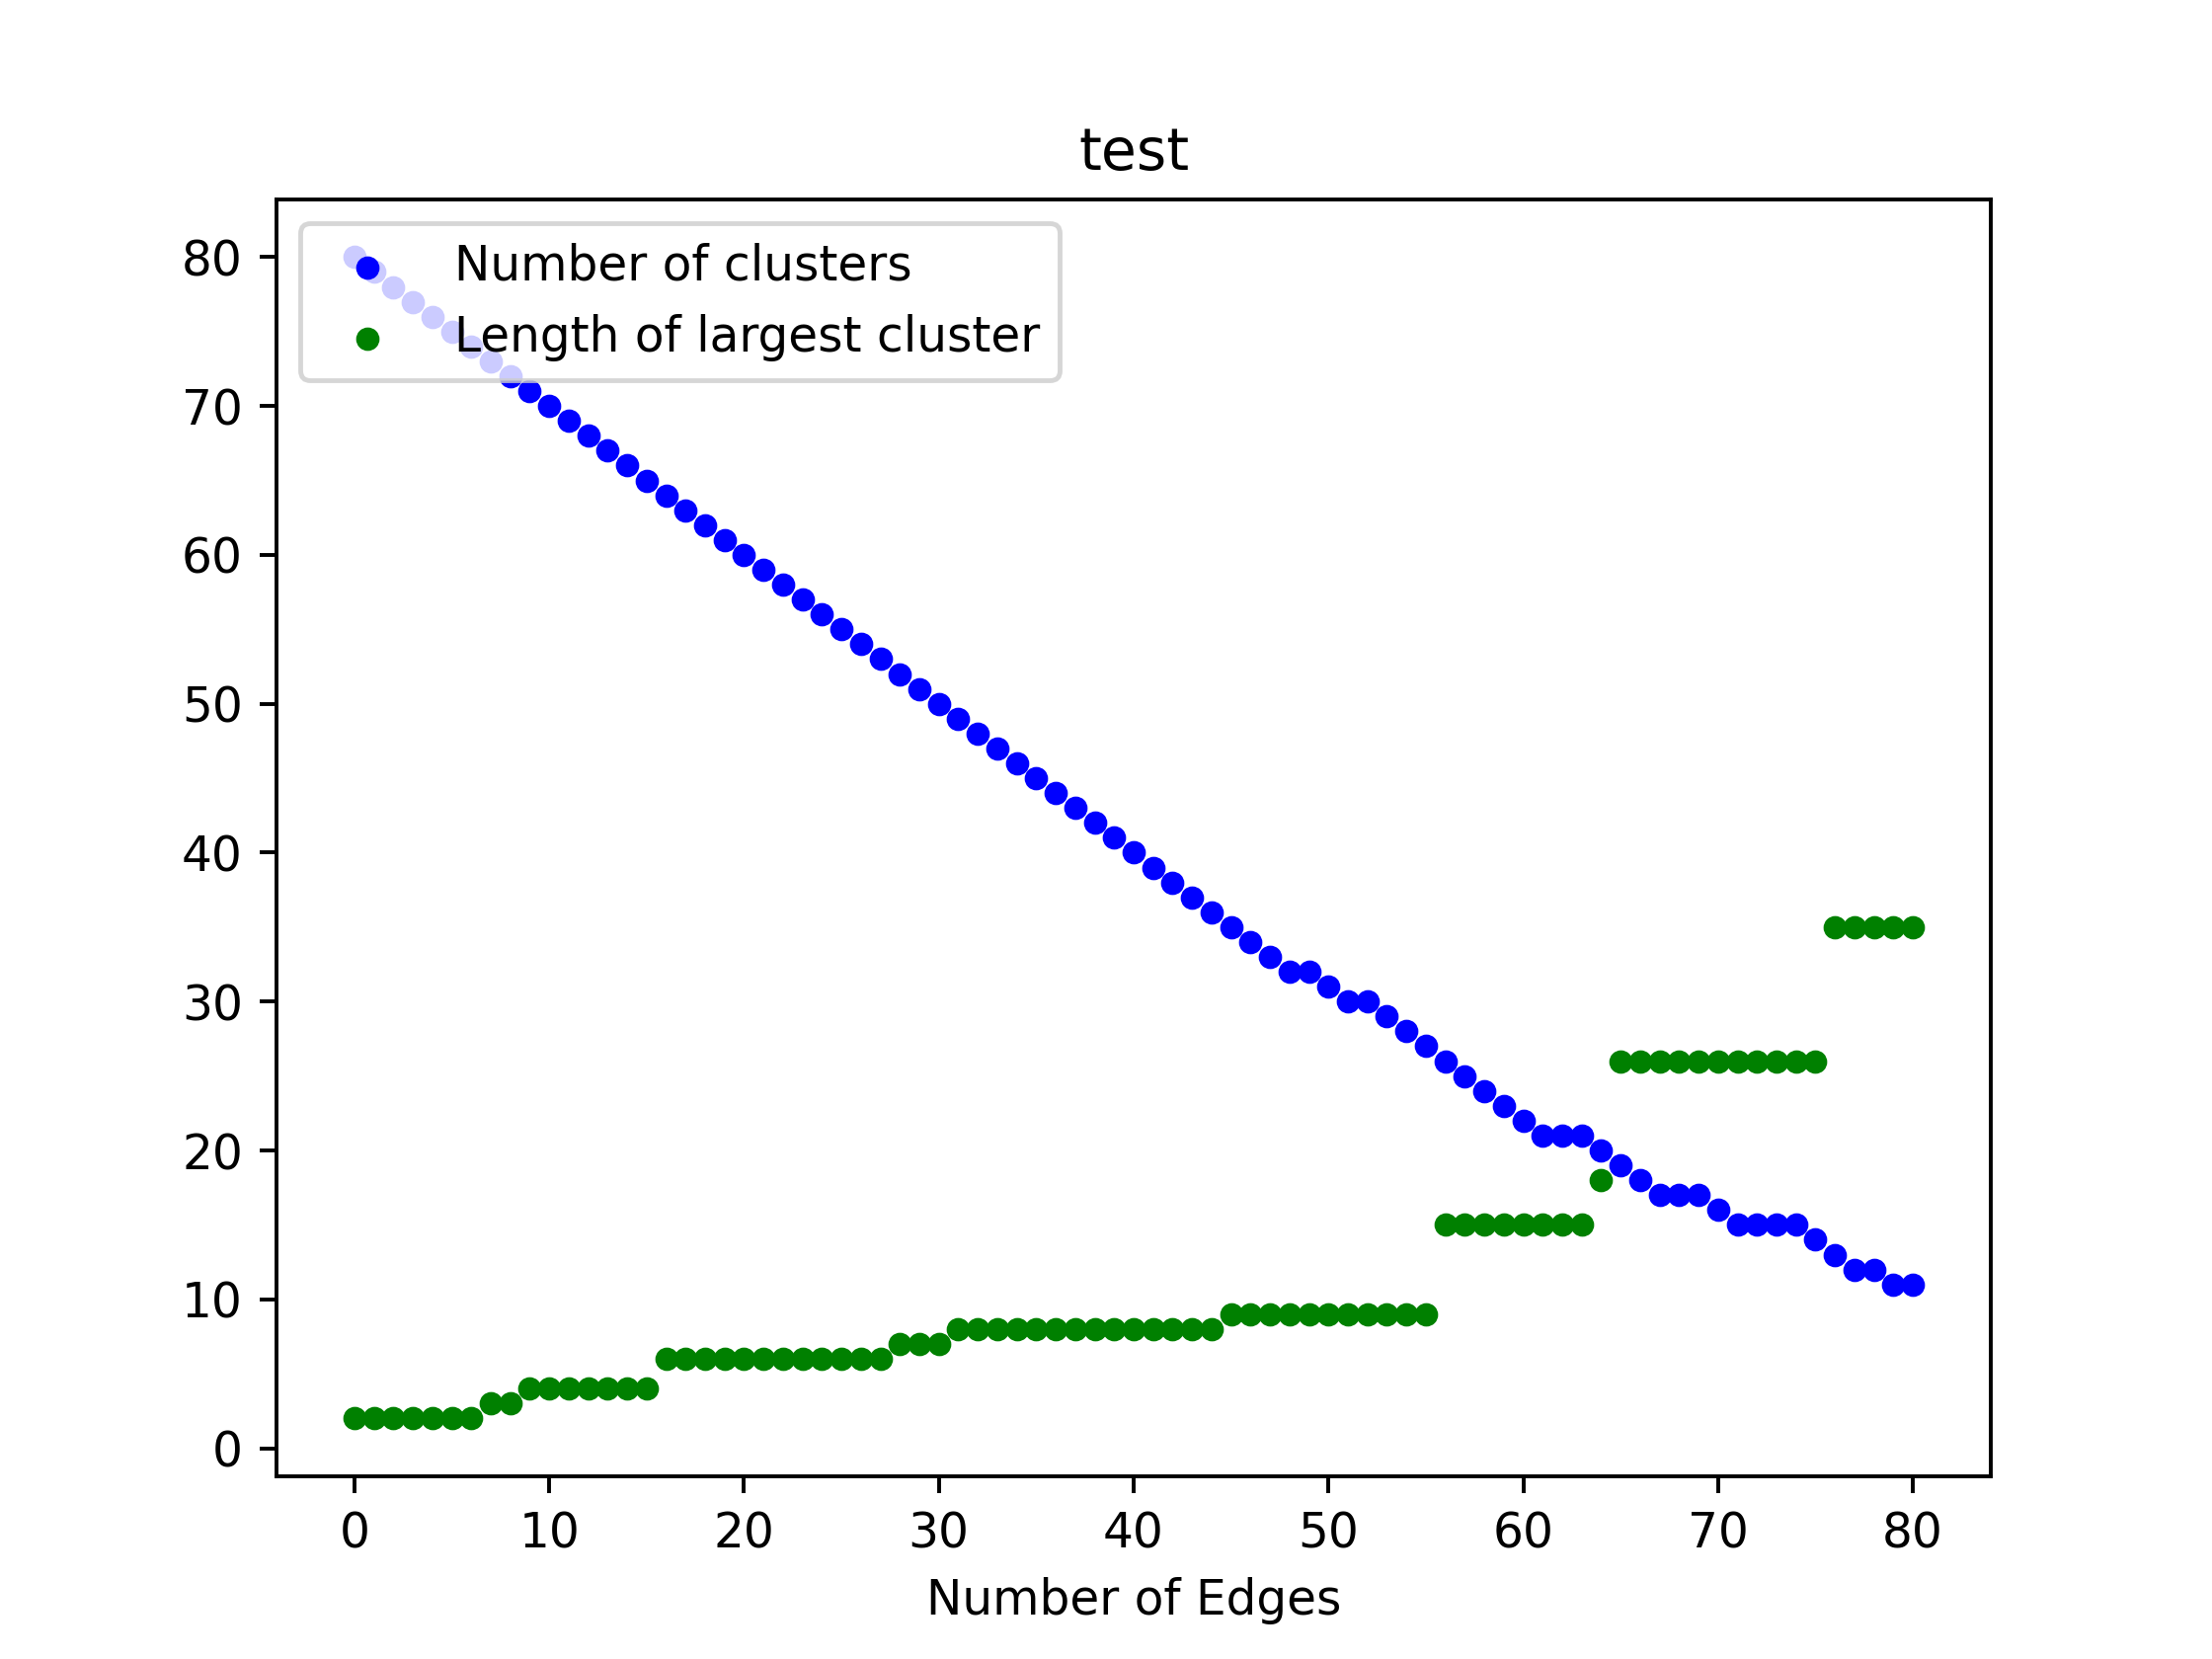 test
Number of clusters
Length of largest cluster
80
70
60
50
40
30
20
10
0
0 10 20 30 40 50 60 70 80
Number of Edges